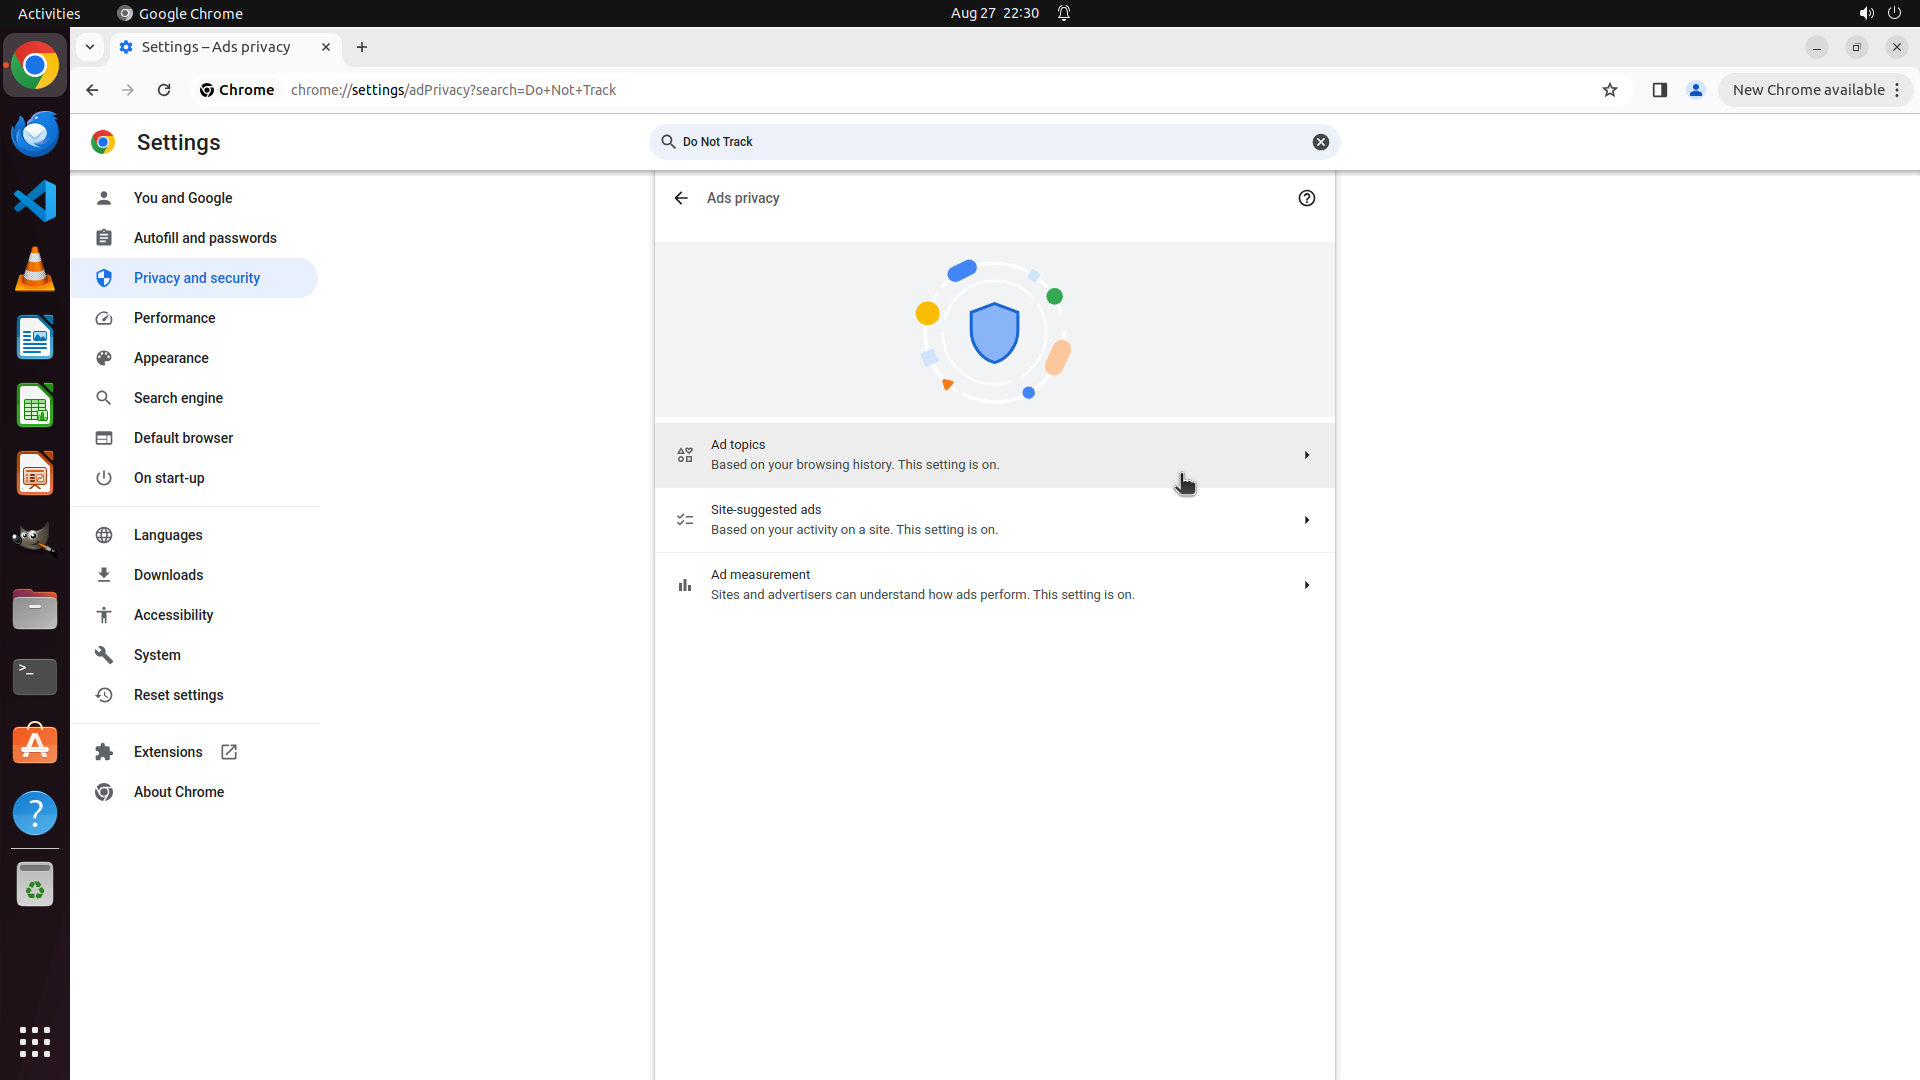 Activities
Google Chrome
Aug 27 22:30
Settings – Ads privacy
Chrome
chrome://settings/adPrivacy?search=Do+Not+Track
New Chrome available
Settings
Do Not Track
You and Google
Autofill and passwords
Privacy and security
Performance
Appearance
Search engine
Default browser
On start-up
Languages
Downloads
Accessibility
System
Reset settings
Extensions
About Chrome
Ads privacy
Ad topics
Based on your browsing history. This setting is on.
Site-suggested ads
Based on your activity on a site. This setting is on.
Ad measurement
Sites and advertisers can understand how ads perform. This setting is on.